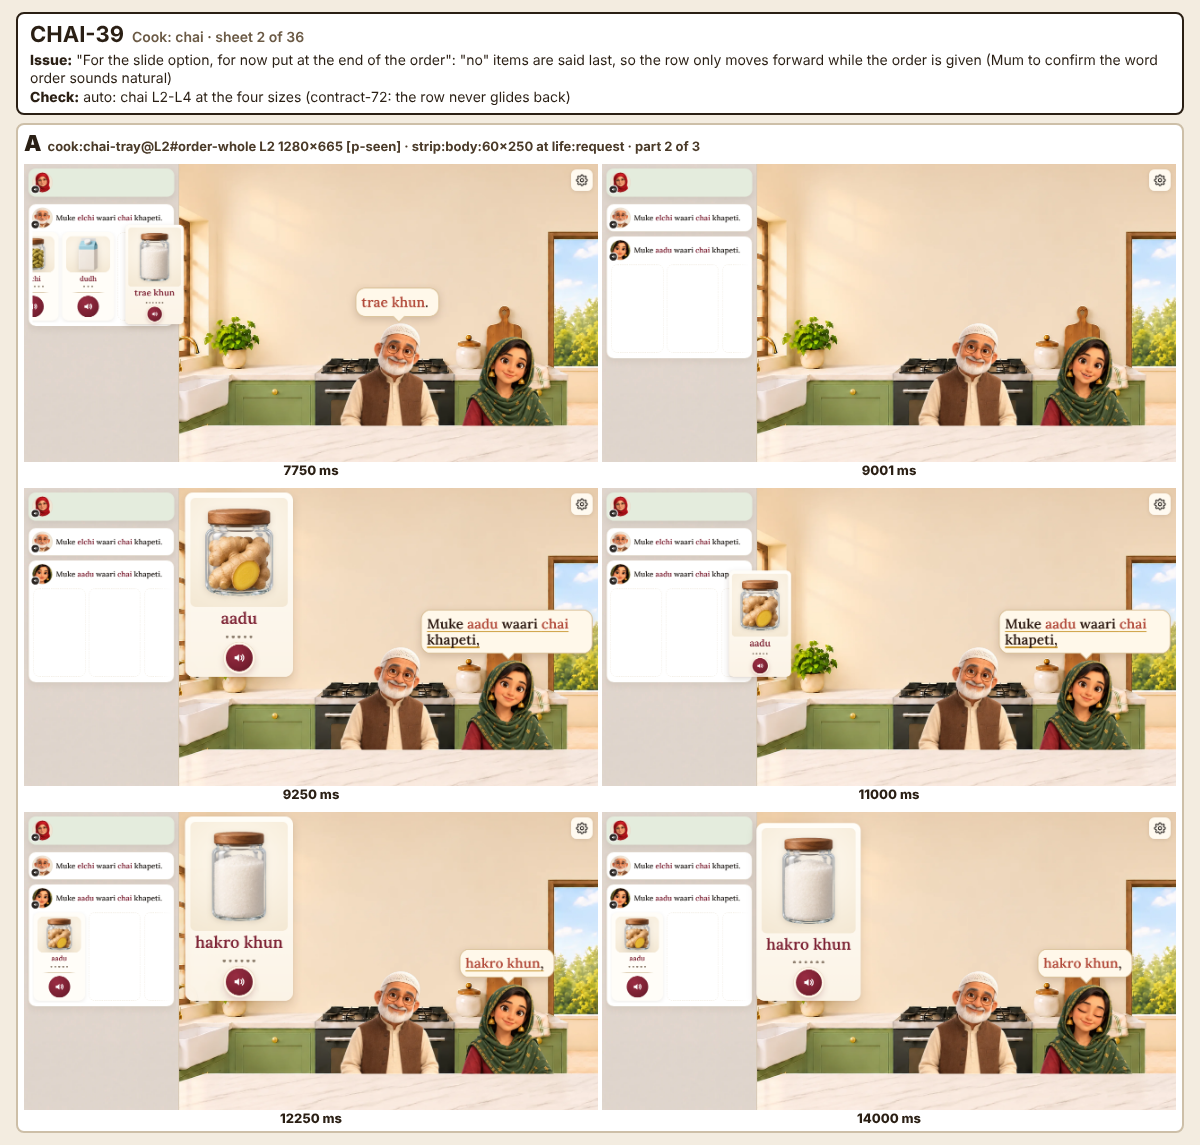 CHAI-39 Cook: chai · sheet 2 of 36
Issue: "For the slide option, for now put at the end of the order": "no" items are said last, so the row only moves forward while the order is given (Mum to confirm the word
order sounds natural)
Check: auto: chai L2-L4 at the four sizes (contract-72: the row never glides back)
A cook:chai-tray@L2#order-whole L2 1280×665 [p-seen] · strip:body:60×250 at life:request · part 2 of 3
Muke elchi waari chai khapeti.
chi
dudh
trae khun
trae khun.
7750 ms
Muke elchi waari chai khapeti.
Muke aadu waari chai khapeti.
9001 ms
Muke elchi waari chai khapeti.
Muke aadu waari chai khapeti.
aadu
Muke aadu waari chai
khapeti,
9250 ms
Muke elchi waari chai khapeti.
Muke aadu waari chai khap
aadu
Muke aadu waari chai
khapeti,
11000 ms
Muke elchi waari chai khapeti.
Muke aadu waari chai khapeti.
aadu
hakro khun
hakro khun,
12250 ms
Muke elchi waari chai khapeti.
Muke aadu waari chai khapeti.
aadu
hakro khun
hakro khun,
14000 ms